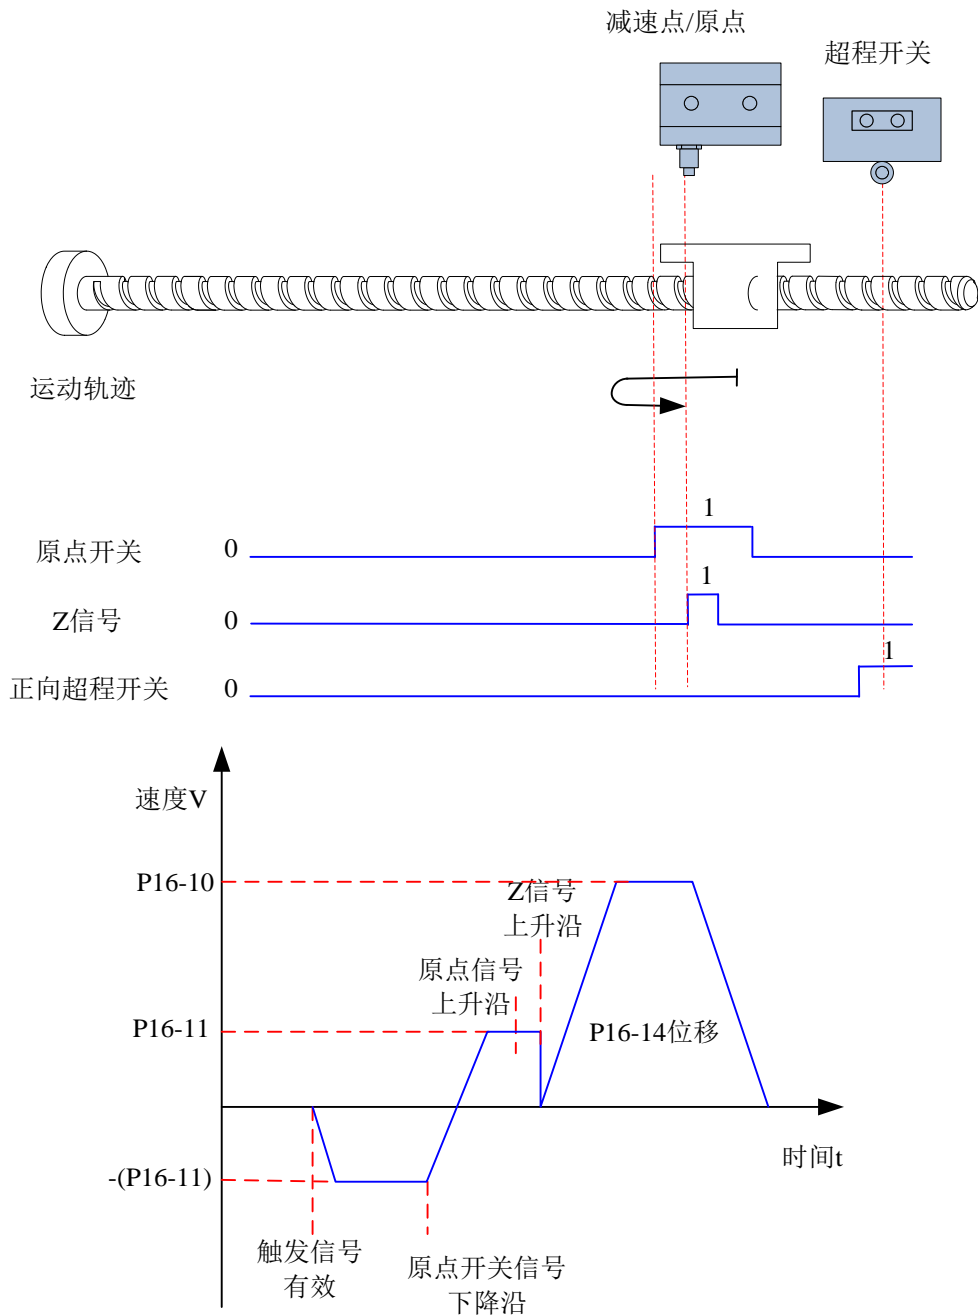 减速点/原点
超程开关
运动轨迹
1
原点开关
0
1
Z信号
0
1
正向超程开关
0
速度V
P16-10
Z信号
上升沿
原点信号
上升沿
P16-11
P16-14位移
时间t
-(P16-11)
触发信号
有效
原点开关信号
下降沿